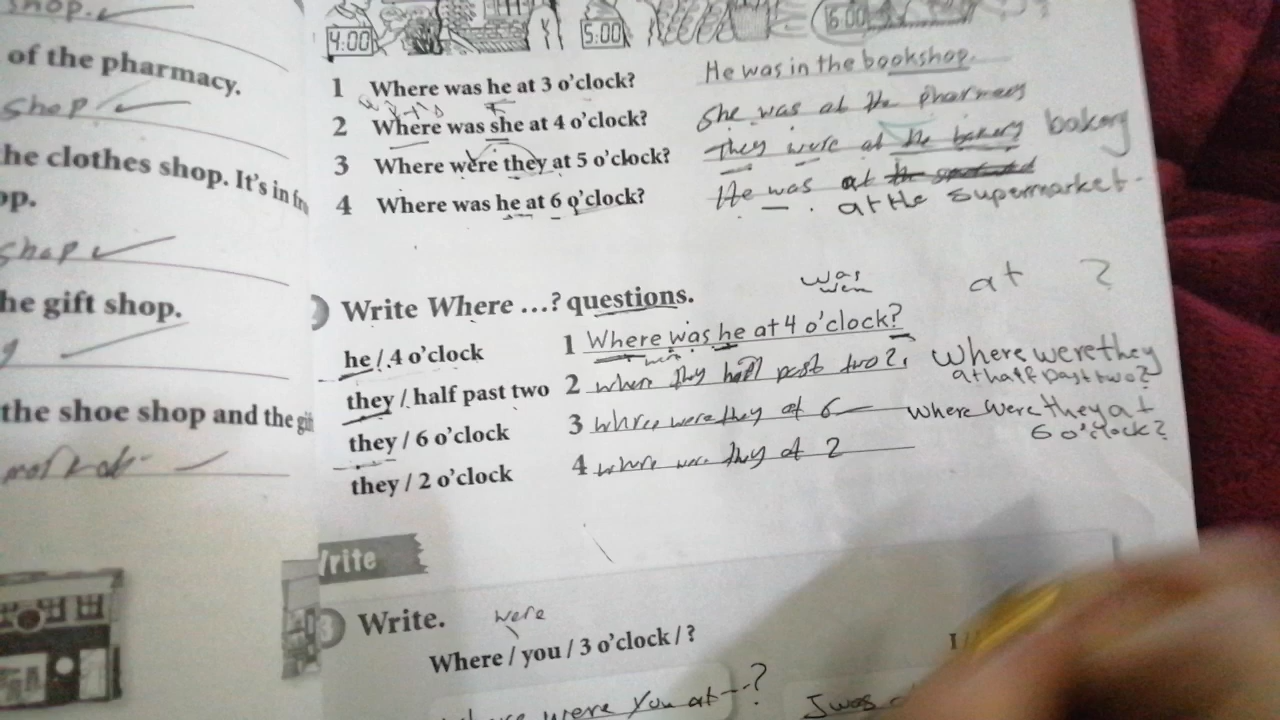 shop.
of the pharmacy.
shop
he clothes shop. It's in fro
op.
shop
he gift shop.
the shoe shop and the gif
4:00
5:00
6:00
1 Where was he at 3 o'clock? He was in the bookshop.
2 Where was she at 4 o'clock? She was at the pharmacy
3 Where were they at 5 o'clock? They were at the bakery bakery
4 Where was he at 6 o'clock? He was at
at the supermarket.
was at ?
were
Write Where ...? questions.
he / 4 o'clock 1 Where was he at 4 o'clock?
were
they / half past two 2 where they half past two?. Where were they
at half past two?
they / 6 o'clock 3 where were they at 6 where were they at
6 o'clock?
they / 2 o'clock 4 where were they at 2
Write
3 Write.
were
Where / you / 3 o'clock / ?
I
were you at ---? I was